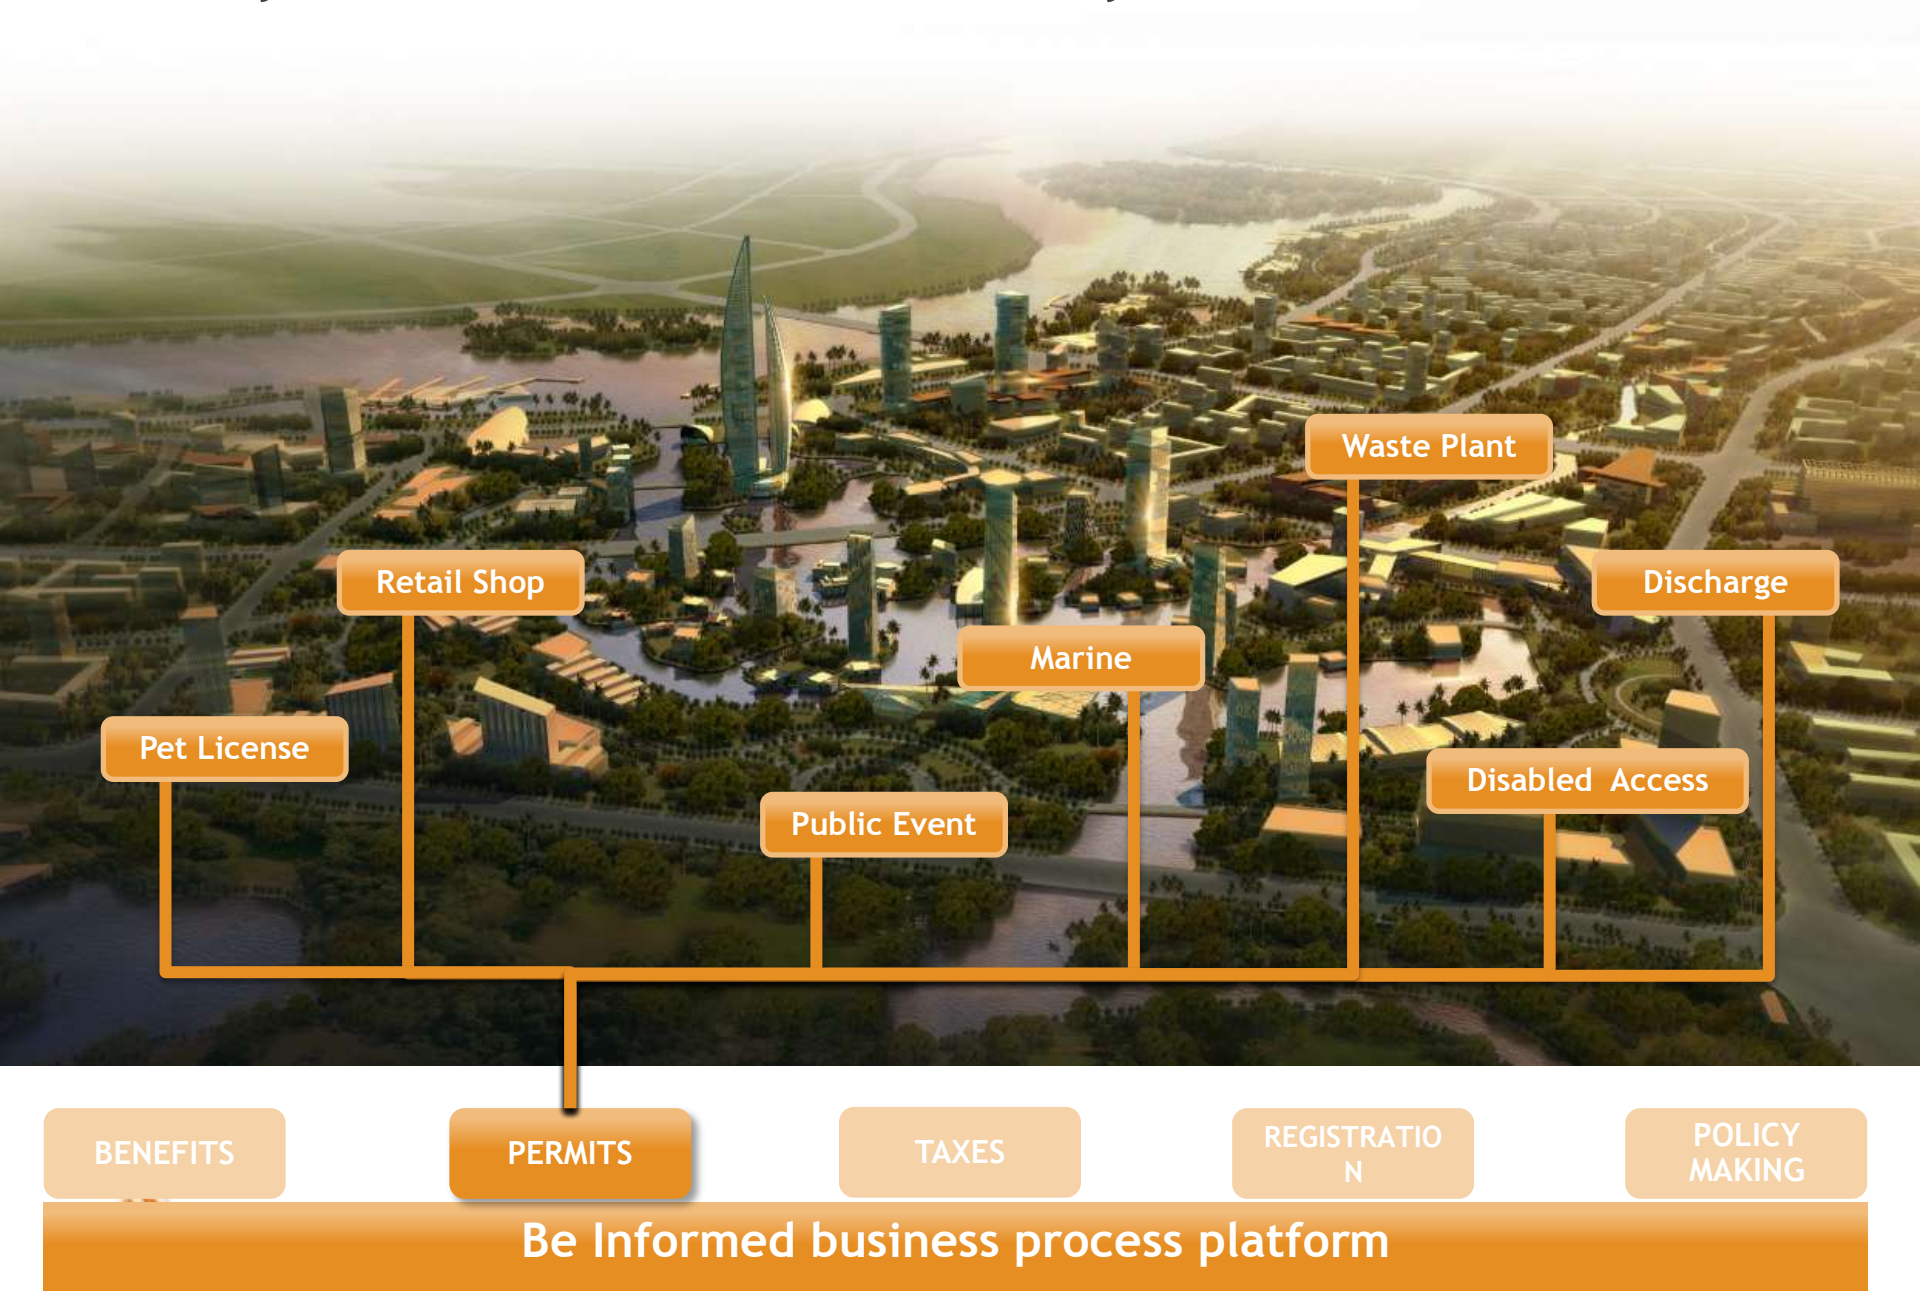 Waste Plant
Retail Shop
Discharge
Marine
Pet License
Disabled Access
Public Event
BENEFITS
PERMITS
TAXES
REGISTRATIO
N
POLICY
MAKING
Be Informed business process platform